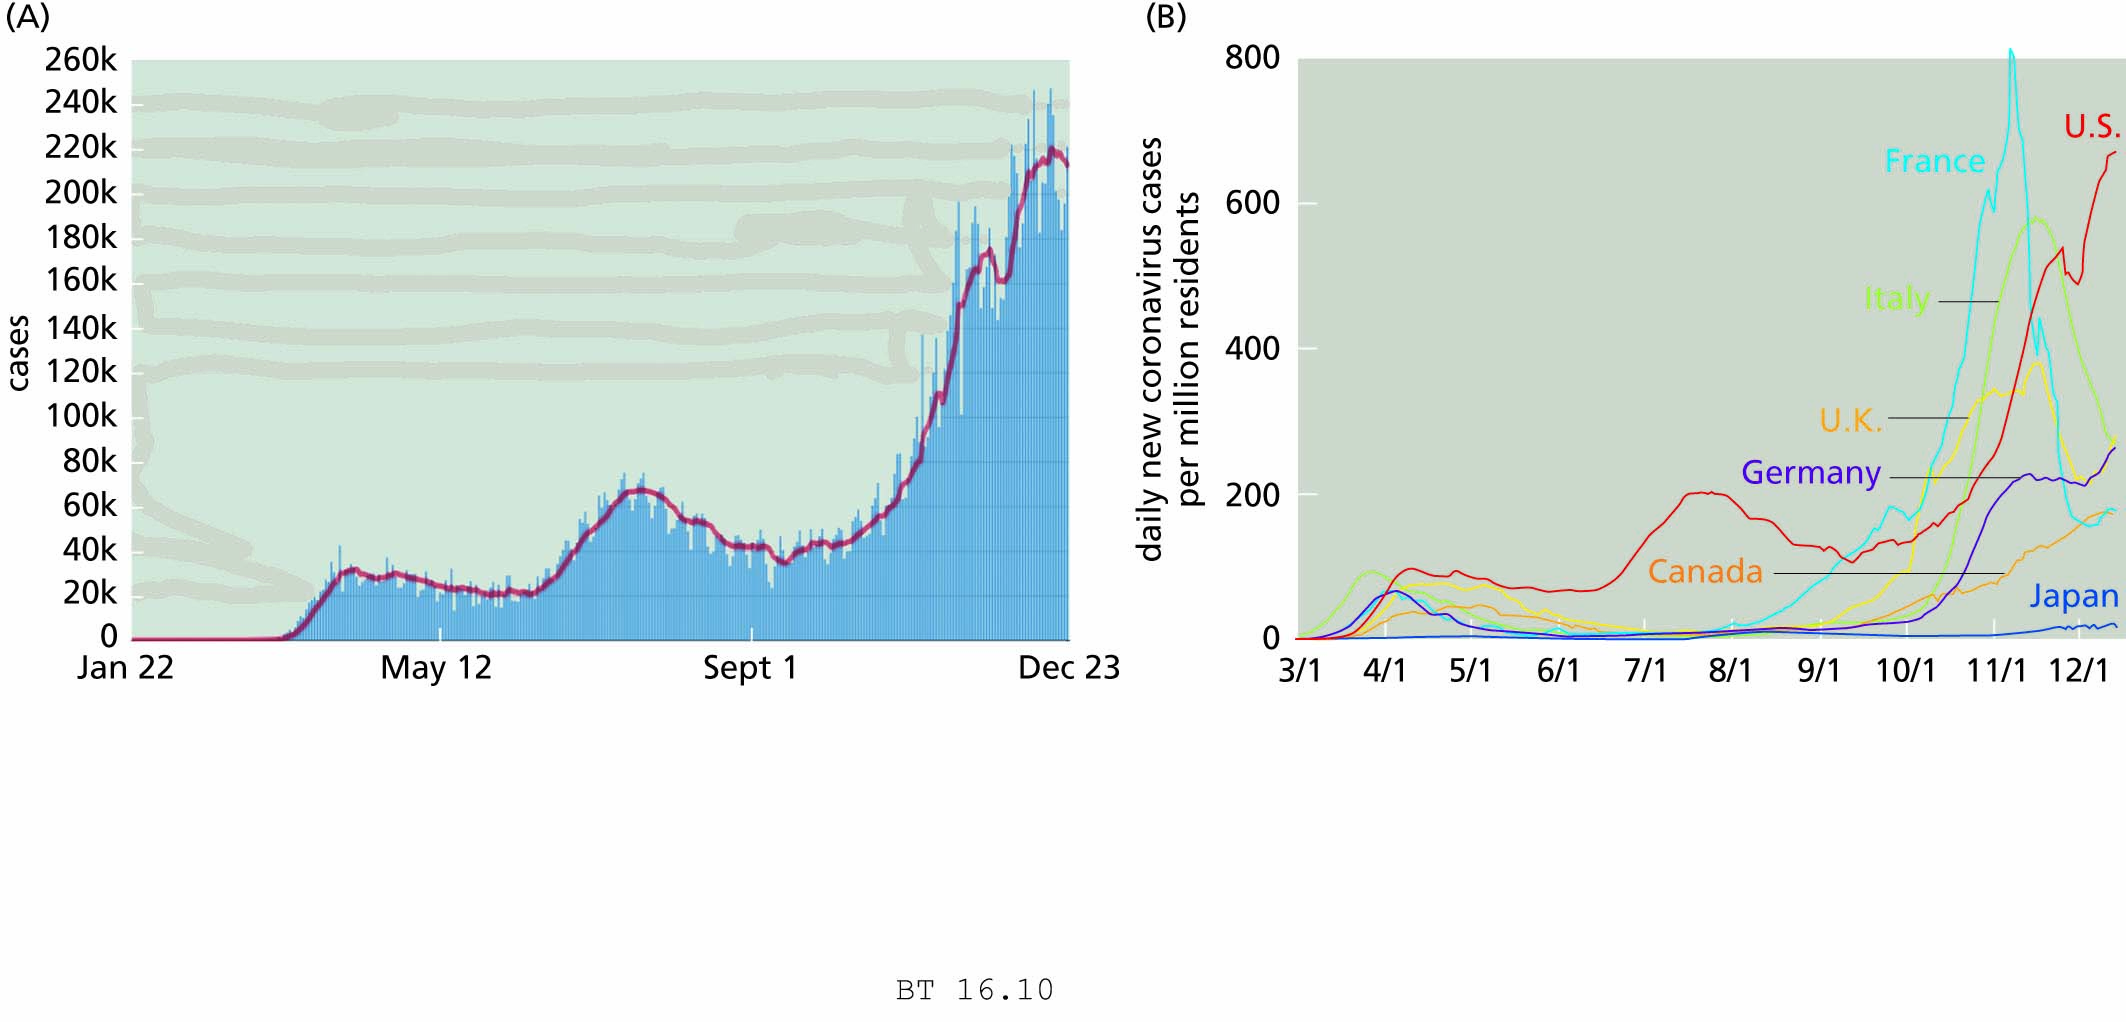 (A)
260k
240k
220k
200k
180k
160k
140k
120k
100k
80k
60k
40k
20k
0
cases
Jan 22 May 12 Sept 1 Dec 23
(B)
800
600
400
200
0
daily new coronavirus cases
per million residents
U.S.
France
Italy
U.K.
Germany
Canada
Japan
3/1 4/1 5/1 6/1 7/1 8/1 9/1 10/1 11/1 12/1
BT 16.10